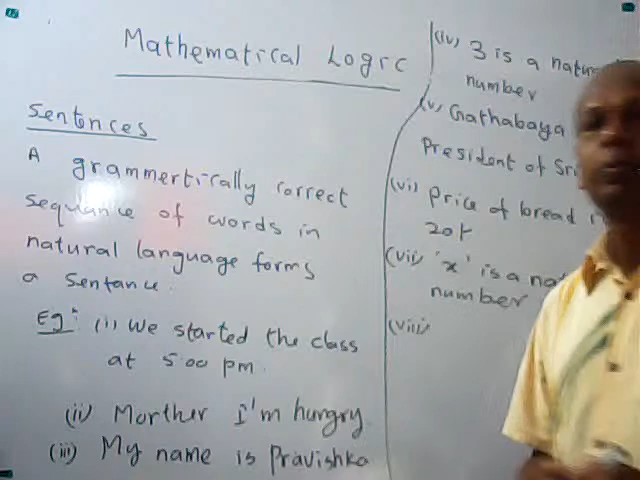 Mathematical Logic
Sentences
A grammertically correct
sequance of words in
natural language forms
a sentance.
Eg: (i) We started the class
at 5.00 pm.
(ii) Morther I'm hungry
(iii) My name is Pravishka
(iv) 3 is a natur
number
(v) Gathabaya
President of Sri
(vi) price of bread
20/-
(vii) 'x' is a nat
number
(viii)